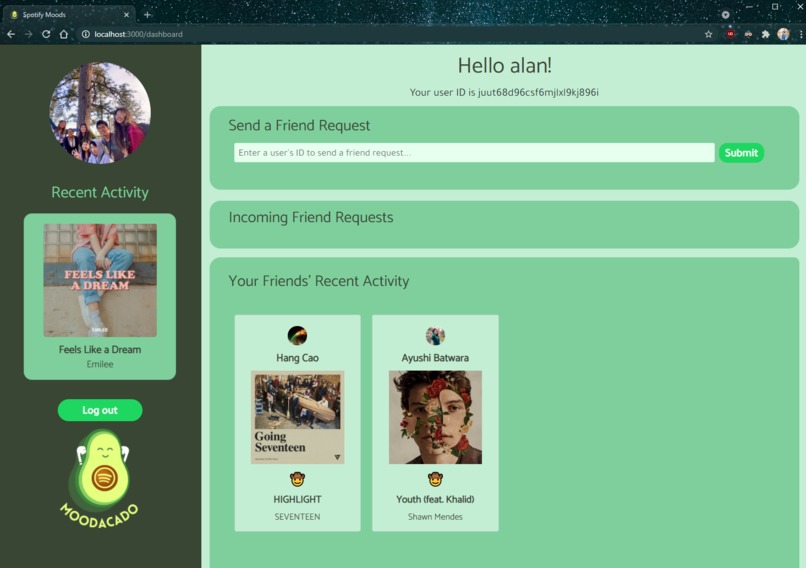 Spotify Moods
localhost:3000/dashboard
Hello alan!
Your user ID is juut68d96csf6mjlxl9kj896i
Send a Friend Request
Enter a user's ID to send a friend request...
Submit
Recent Activity
FEELS LIKE
A DREAM
EMILEE
Feels Like a Dream
Emilee
Log out
MOODACADO
Incoming Friend Requests
Your Friends' Recent Activity
Hang Cao
Ayushi Batwara
Going
Seventeen
HIGHLIGHT
SEVENTEEN
Youth (feat. Khalid)
Shawn Mendes